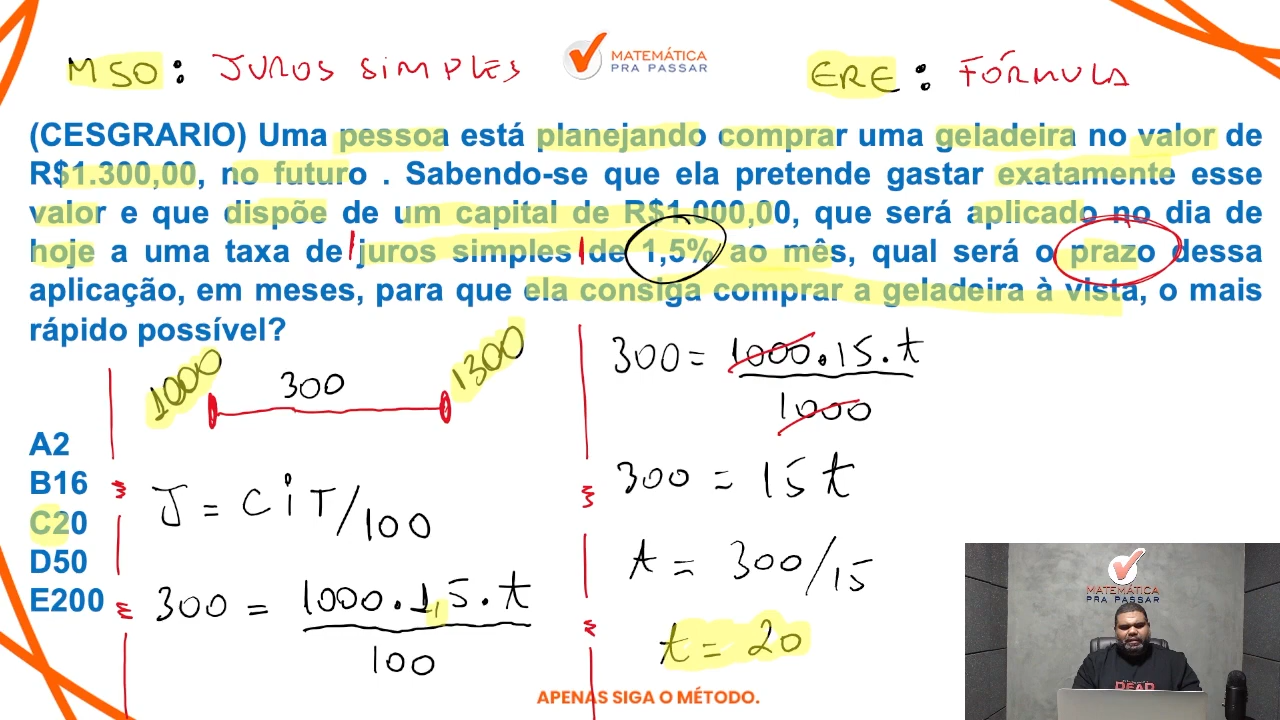 MSO: JUROS SIMPLES
MATEMÁTICA
PRA PASSAR
ERE: FÓRMULA
(CESGRARIO) Uma pessoa está planejando comprar uma geladeira no valor de
R$1.300,00, no futuro . Sabendo-se que ela pretende gastar exatamente esse
valor e que dispõe de um capital de R$1.000,00, que será aplicado no dia de
hoje a uma taxa de juros simples de 1,5% ao mês, qual será o prazo dessa
aplicação, em meses, para que ela consiga comprar a geladeira à vista, o mais
rápido possível?
A2
B16
C20
D50
E200
1000
300
1300
J = CiT/100
300 = 1000.1,5.t
100
300 = 1000.15.t
1000
300 = 15t
t = 300/15
t = 20
MATEMÁTICA
PRA PASSAR
APENAS SIGA O MÉTODO.